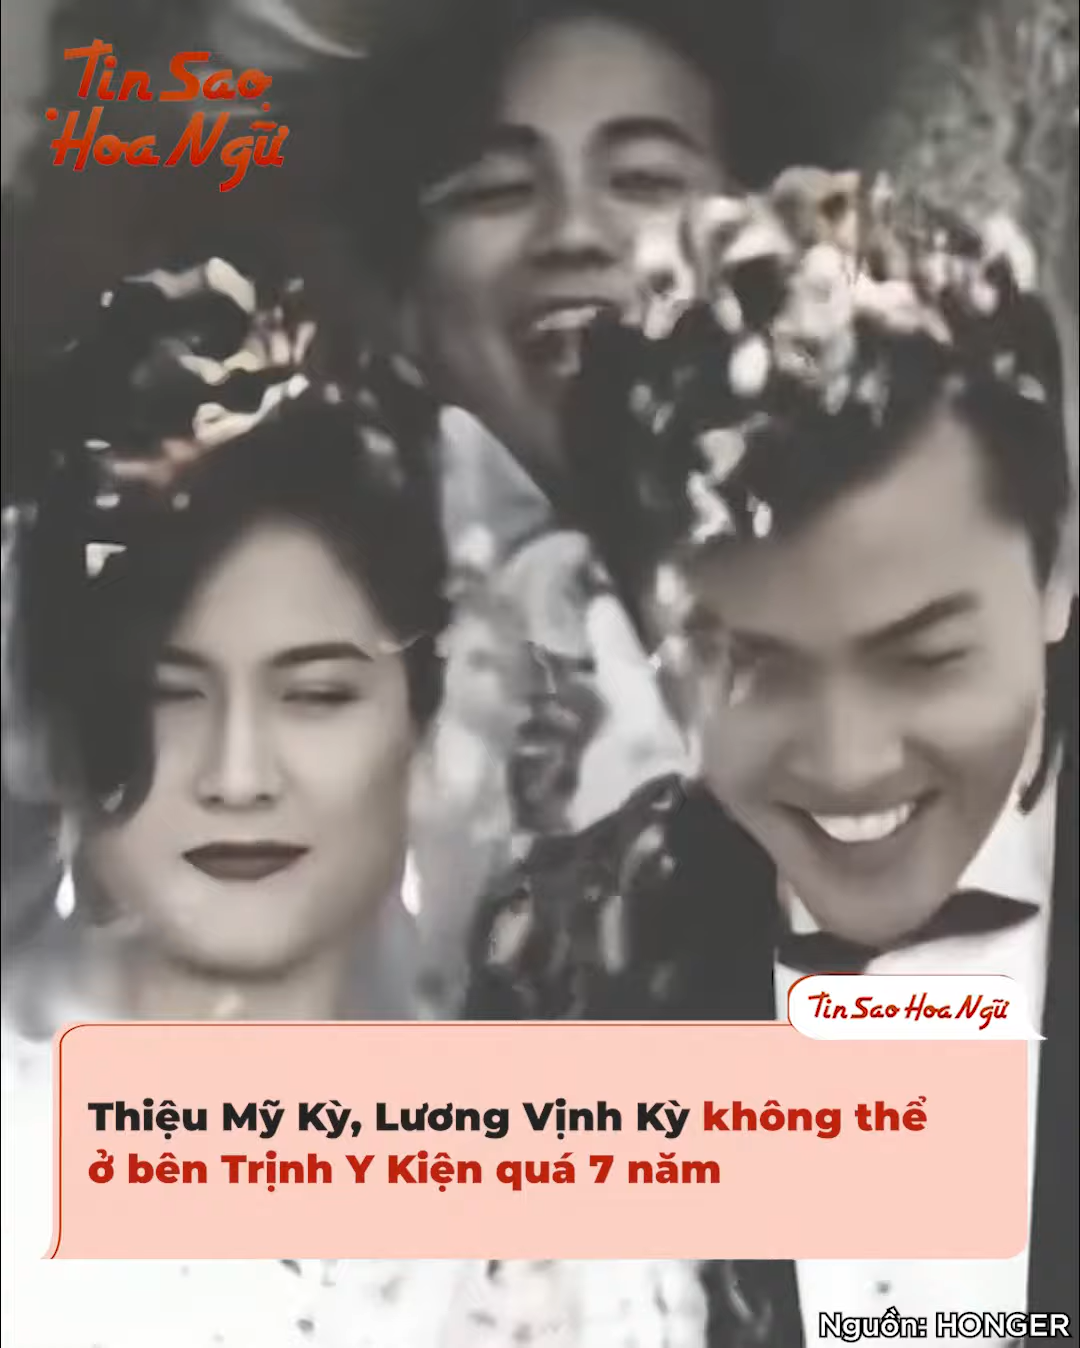 Tin Sao
Hoa Ngữ
Tin Sao Hoa Ngữ
Thiệu Mỹ Kỳ, Lương Vịnh Kỳ không thể
ở bên Trịnh Y Kiện quá 7 năm
Nguồn: HONGER